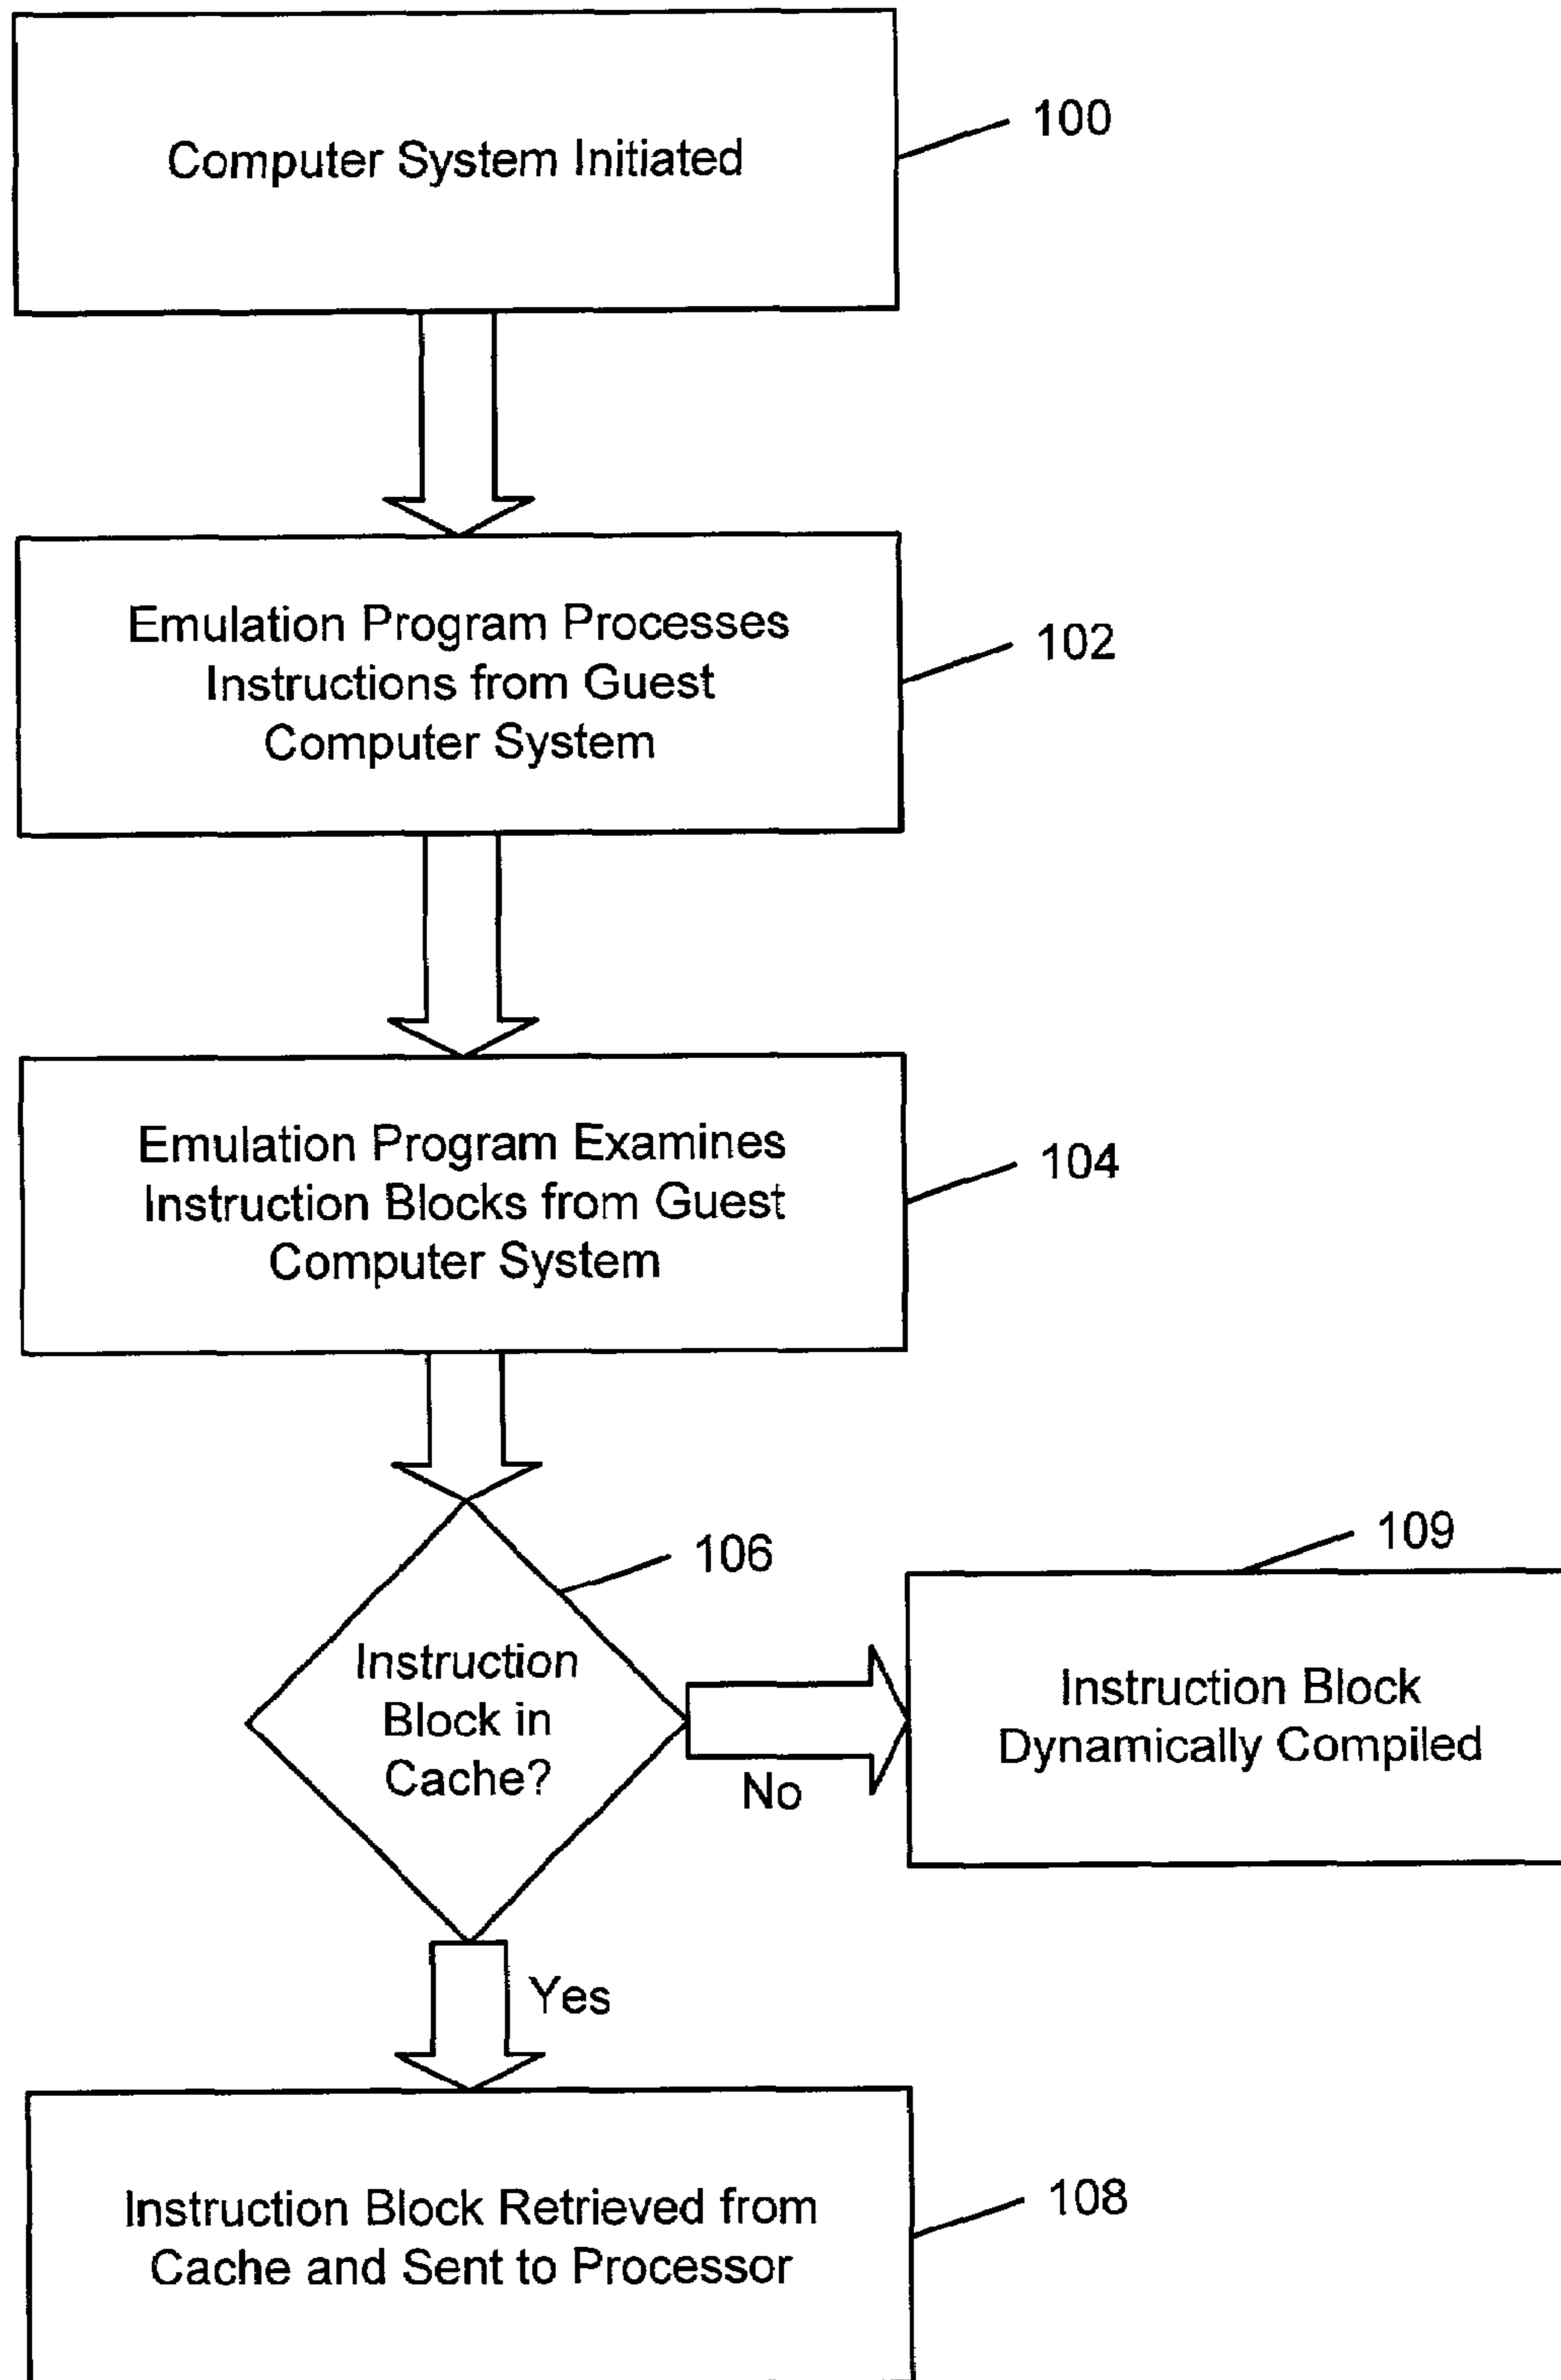 Computer System Initiated
100
Emulation Program Processes
Instructions from Guest
Computer System
102
Emulation Program Examines
Instruction Blocks from Guest
Computer System
104
106
Instruction
Block in
Cache?
No
109
Instruction Block
Dynamically Compiled
Yes
Instruction Block Retrieved from
Cache and Sent to Processor
108